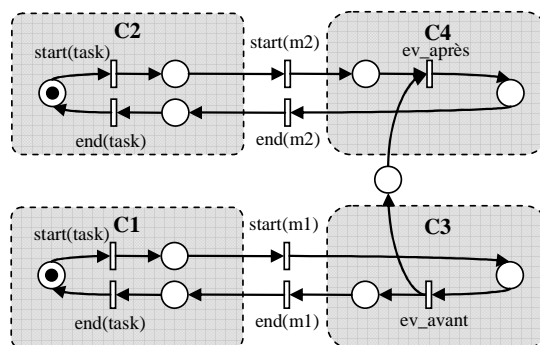 C2
C4
start(task)
start(m2)
ev_après
end(task)
end(m2)
C1
C3
start(task)
start(m1)
end(task)
end(m1)
ev_avant